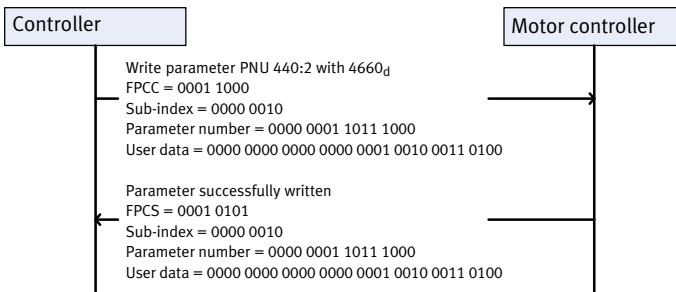 Controller
Motor controller
Write parameter PNU 440:2 with 4660d
FPCC = 0001 1000
Sub-index = 0000 0010
Parameter number = 0000 0001 1011 1000
User data = 0000 0000 0000 0000 0001 0010 0011 0100
Parameter successfully written
FPCS = 0001 0101
Sub-index = 0000 0010
Parameter number = 0000 0001 1011 1000
User data = 0000 0000 0000 0000 0001 0010 0011 0100